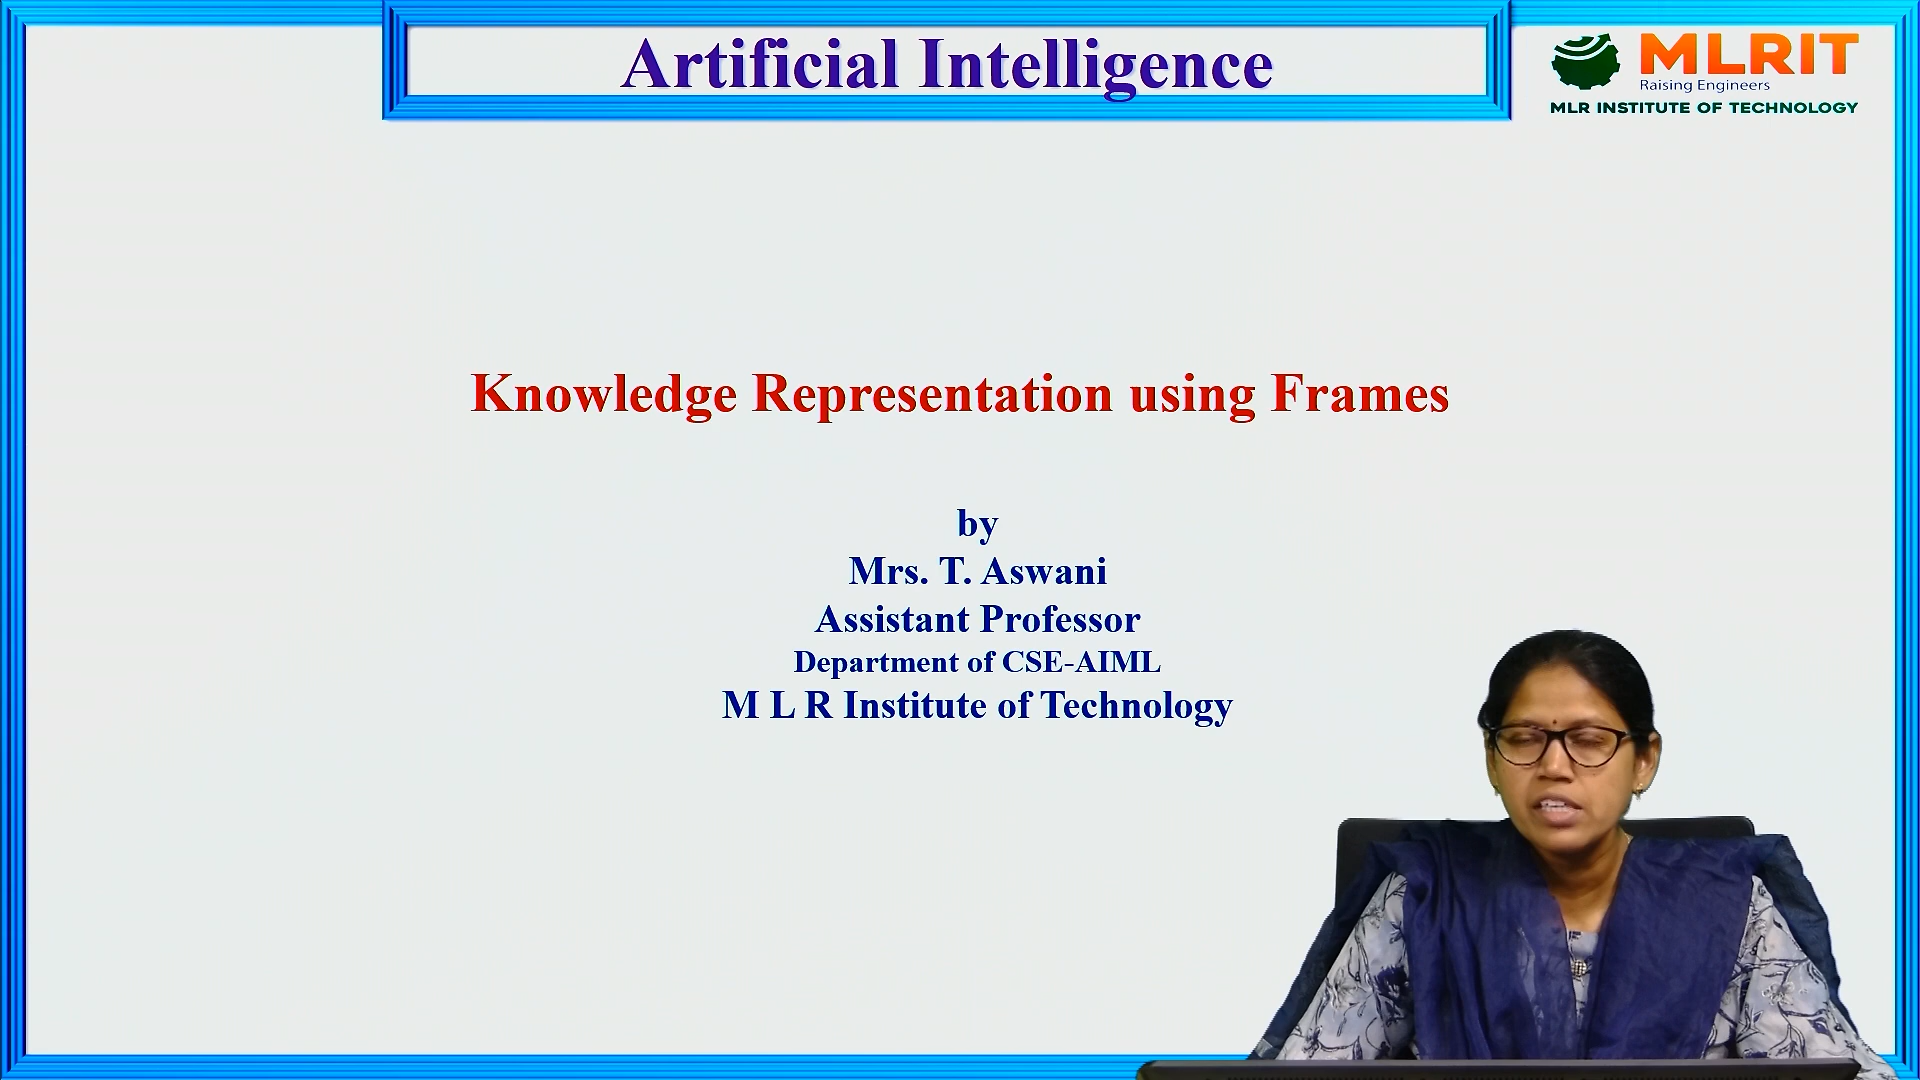 Artificial Intelligence
MLRIT
Raising Engineers
MLR INSTITUTE OF TECHNOLOGY
Knowledge Representation using Frames
by
Mrs. T. Aswani
Assistant Professor
Department of CSE-AIML
M L R Institute of Technology